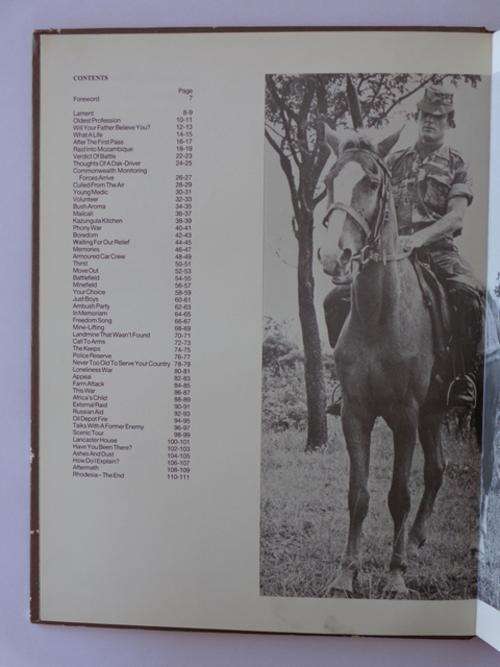 CONTENTS
Page
Foreword 7
Lament 8-9
Oldest Profession 10-11
Will Your Father Believe You? 12-13
What A Life 14-15
After The First Pass 16-17
Raid Into Mozambique 18-19
Verdict Of Battle 22-23
Thoughts Of A Oak-Driver 24-25
Commonwealth Monitoring
Forces Arrive 26-27
Culled From The Air 28-29
Young Medic 30-31
Volunteer 32-33
Bush Aroma 34-35
Mailcall 36-37
Kazungula Kitchen 38-39
Phony War 40-41
Boredom 42-43
Waiting For Our Relief 44-45
Memories 46-47
Armoured Car Crew 48-49
Thirst 50-51
Move Out 52-53
Battlefield 54-55
Minefield 56-57
Your Choice 58-59
Just Boys 60-61
Ambush Party 62-63
In Memoriam 64-65
Freedom Song 66-67
Mine-Lifting 68-69
Landmine That Wasn't Found 70-71
Call To Arms 72-73
The Keeps 74-75
Police Reserve 76-77
Never Too Old To Serve Your Country 78-79
Loneliness War 80-81
Appeal 82-83
Farm Attack 84-85
This War 86-87
Africa's Child 88-89
External Raid 90-91
Russian Aid 92-93
Oil Depot Fire 94-95
Talks With A Former Enemy 96-97
Scenic Tour 98-99
Lancaster House 100-101
Have You Been There? 102-103
Ashes And Dust 104-105
How Do I Explain? 106-107
Aftermath 108-109
Rhodesia - The End 110-111